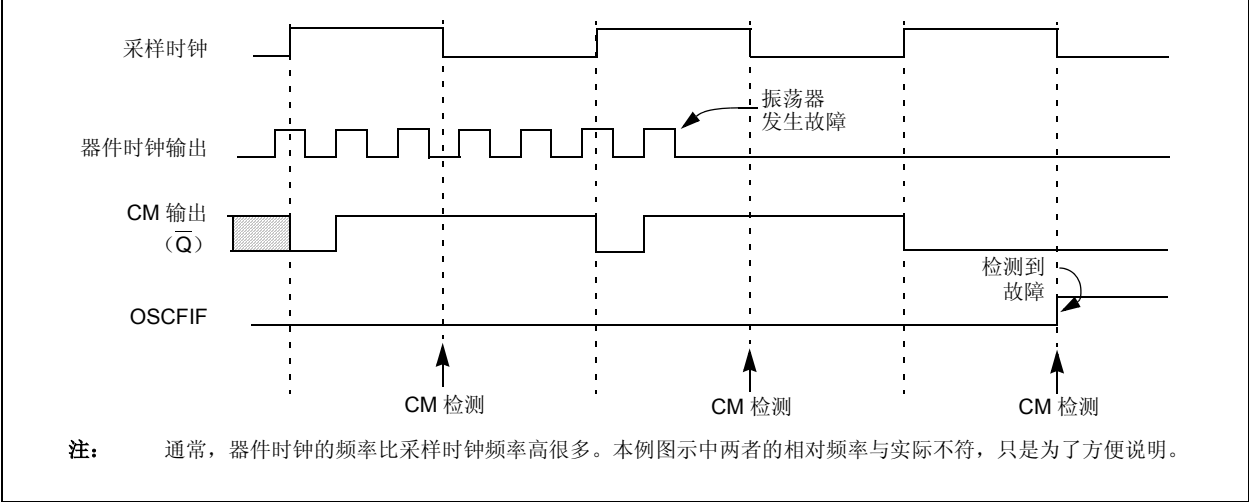 采样时钟
振荡器
发生故障
器件时钟输出
CM 输出
（Q̅）
检测到
故障
OSCFIF
CM 检测
CM 检测
CM 检测
注： 通常，器件时钟的频率比采样时钟频率高很多。本例图示中两者的相对频率与实际不符，只是为了方便说明。